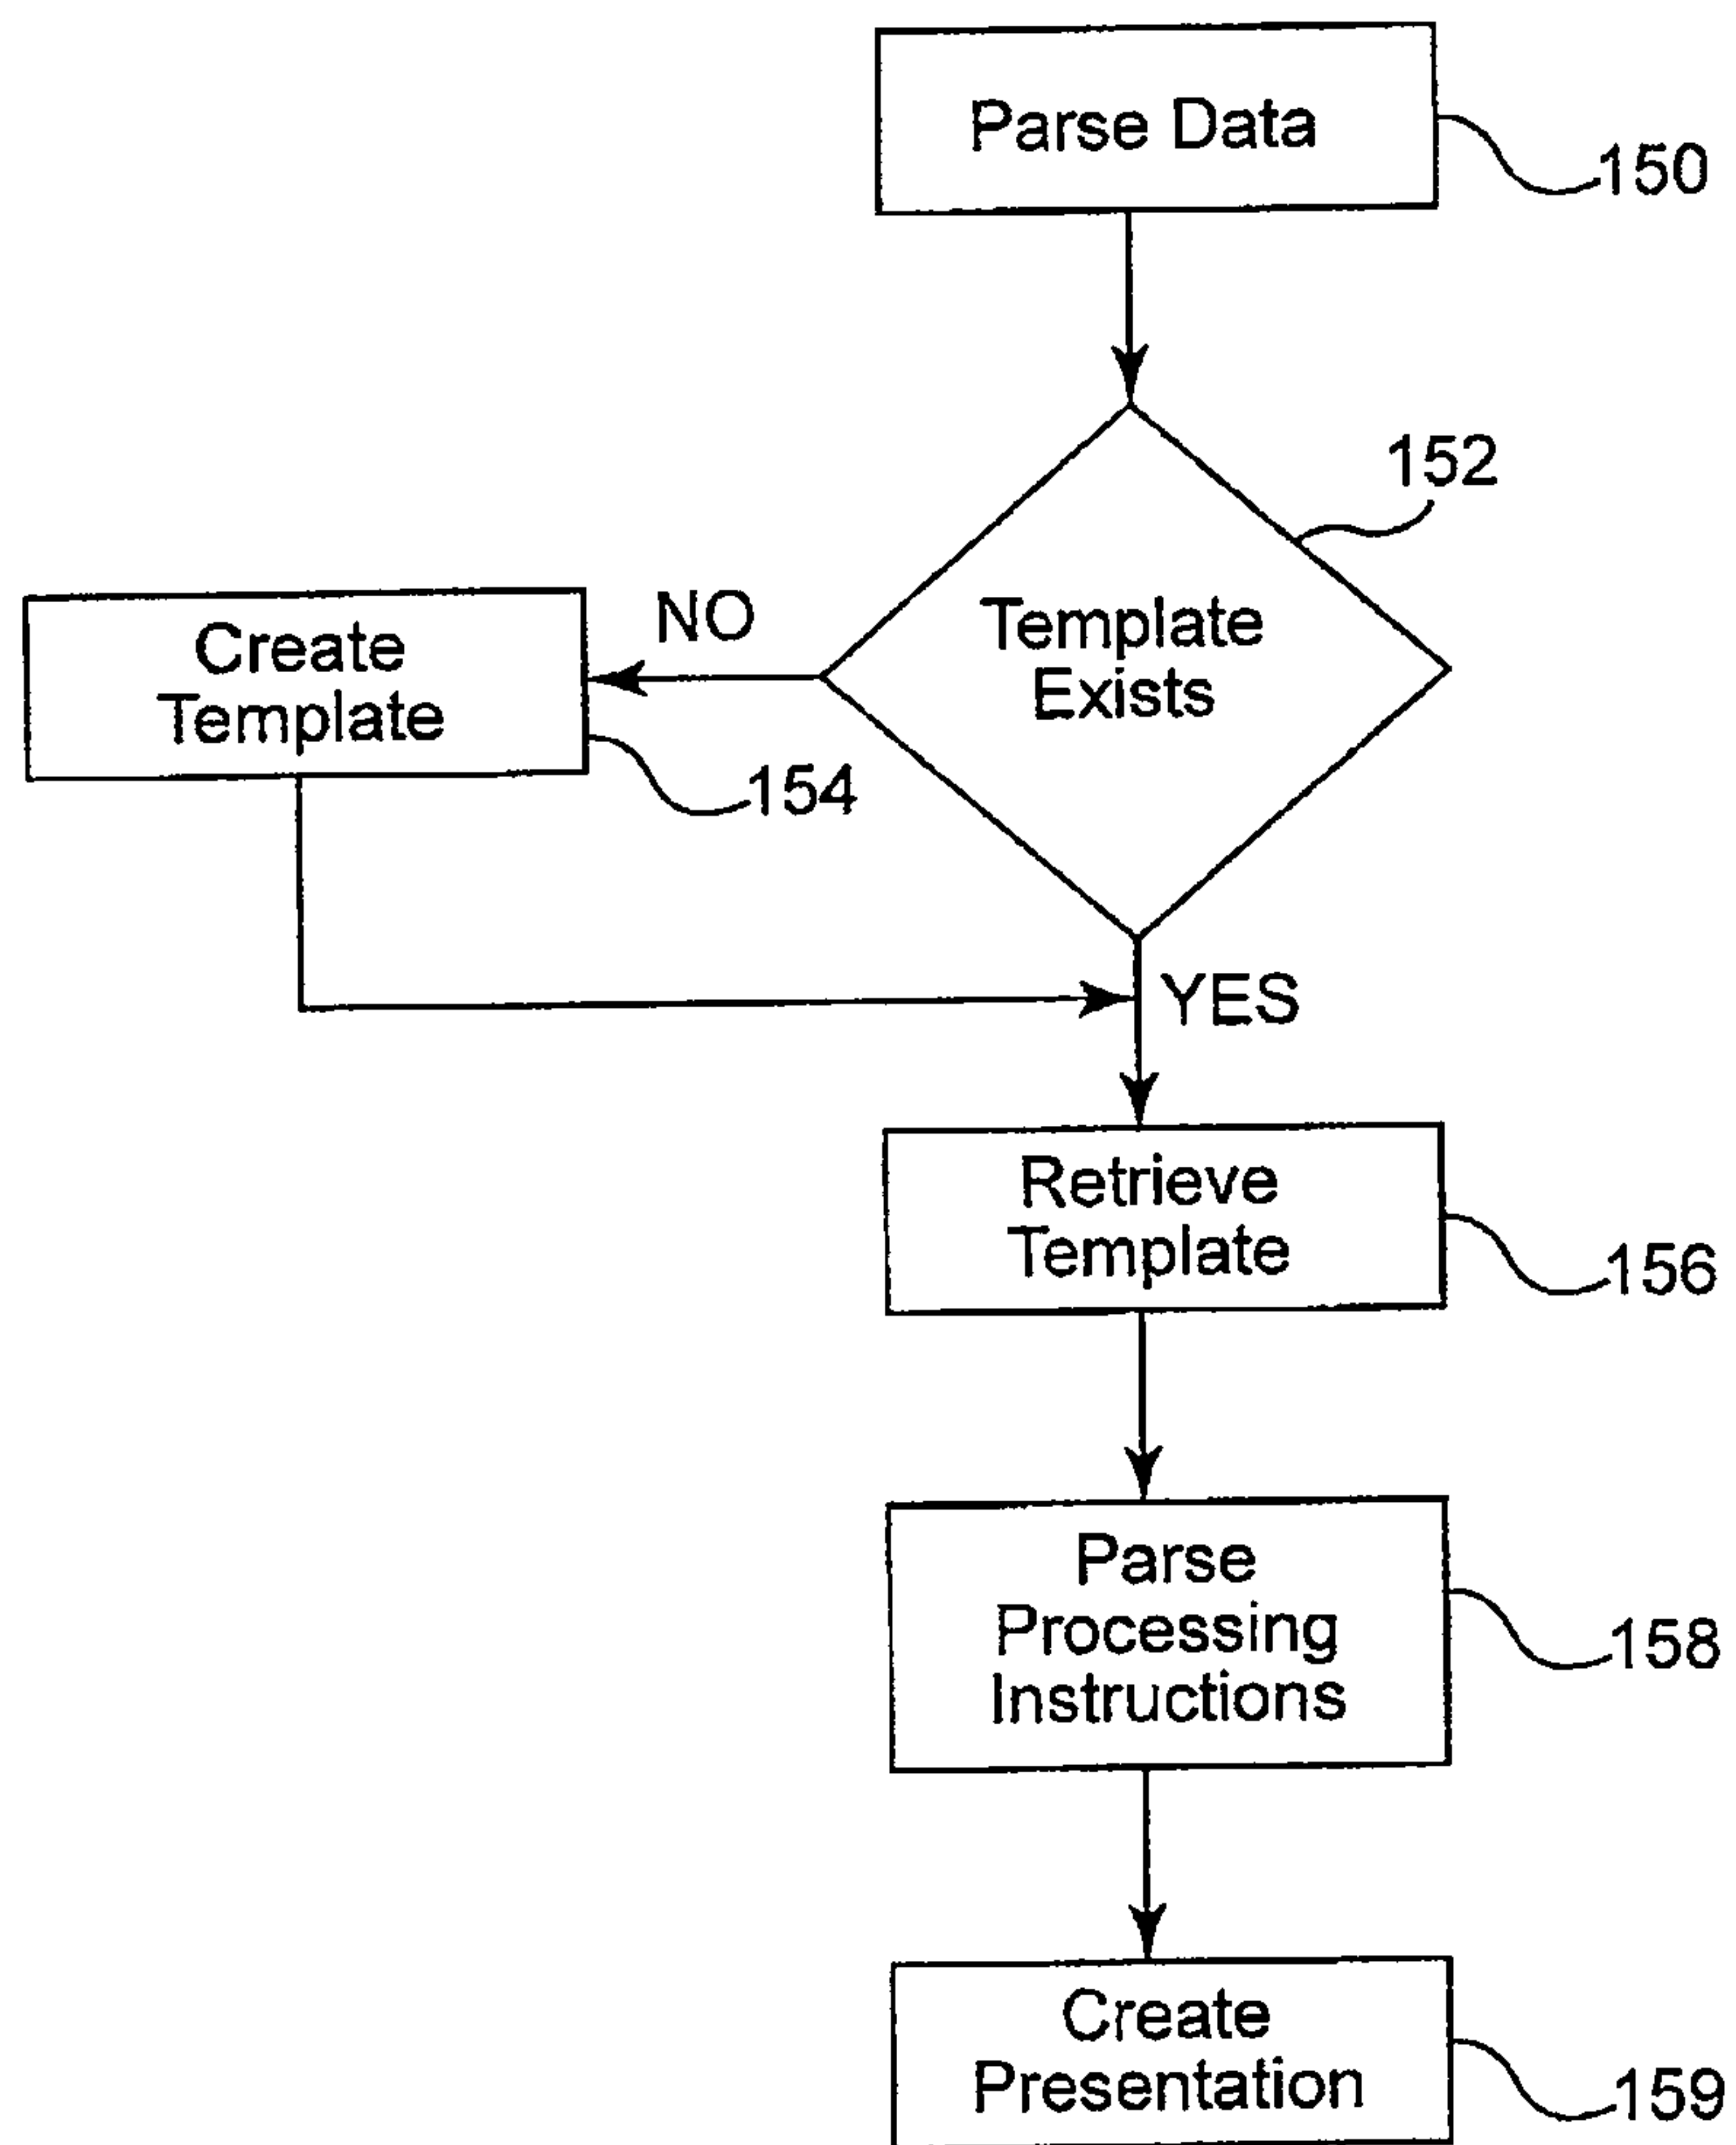 Parse Data
150
152
Template
Exists
NO
Create
Template
154
YES
Retrieve
Template
156
Parse
Processing
Instructions
158
Create
Presentation
159